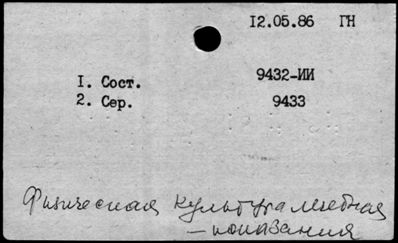 12.05.86 ГН
1. Сост. 9432-ИИ
2. Сер. 9433
Физическая культура лечебная
— показания